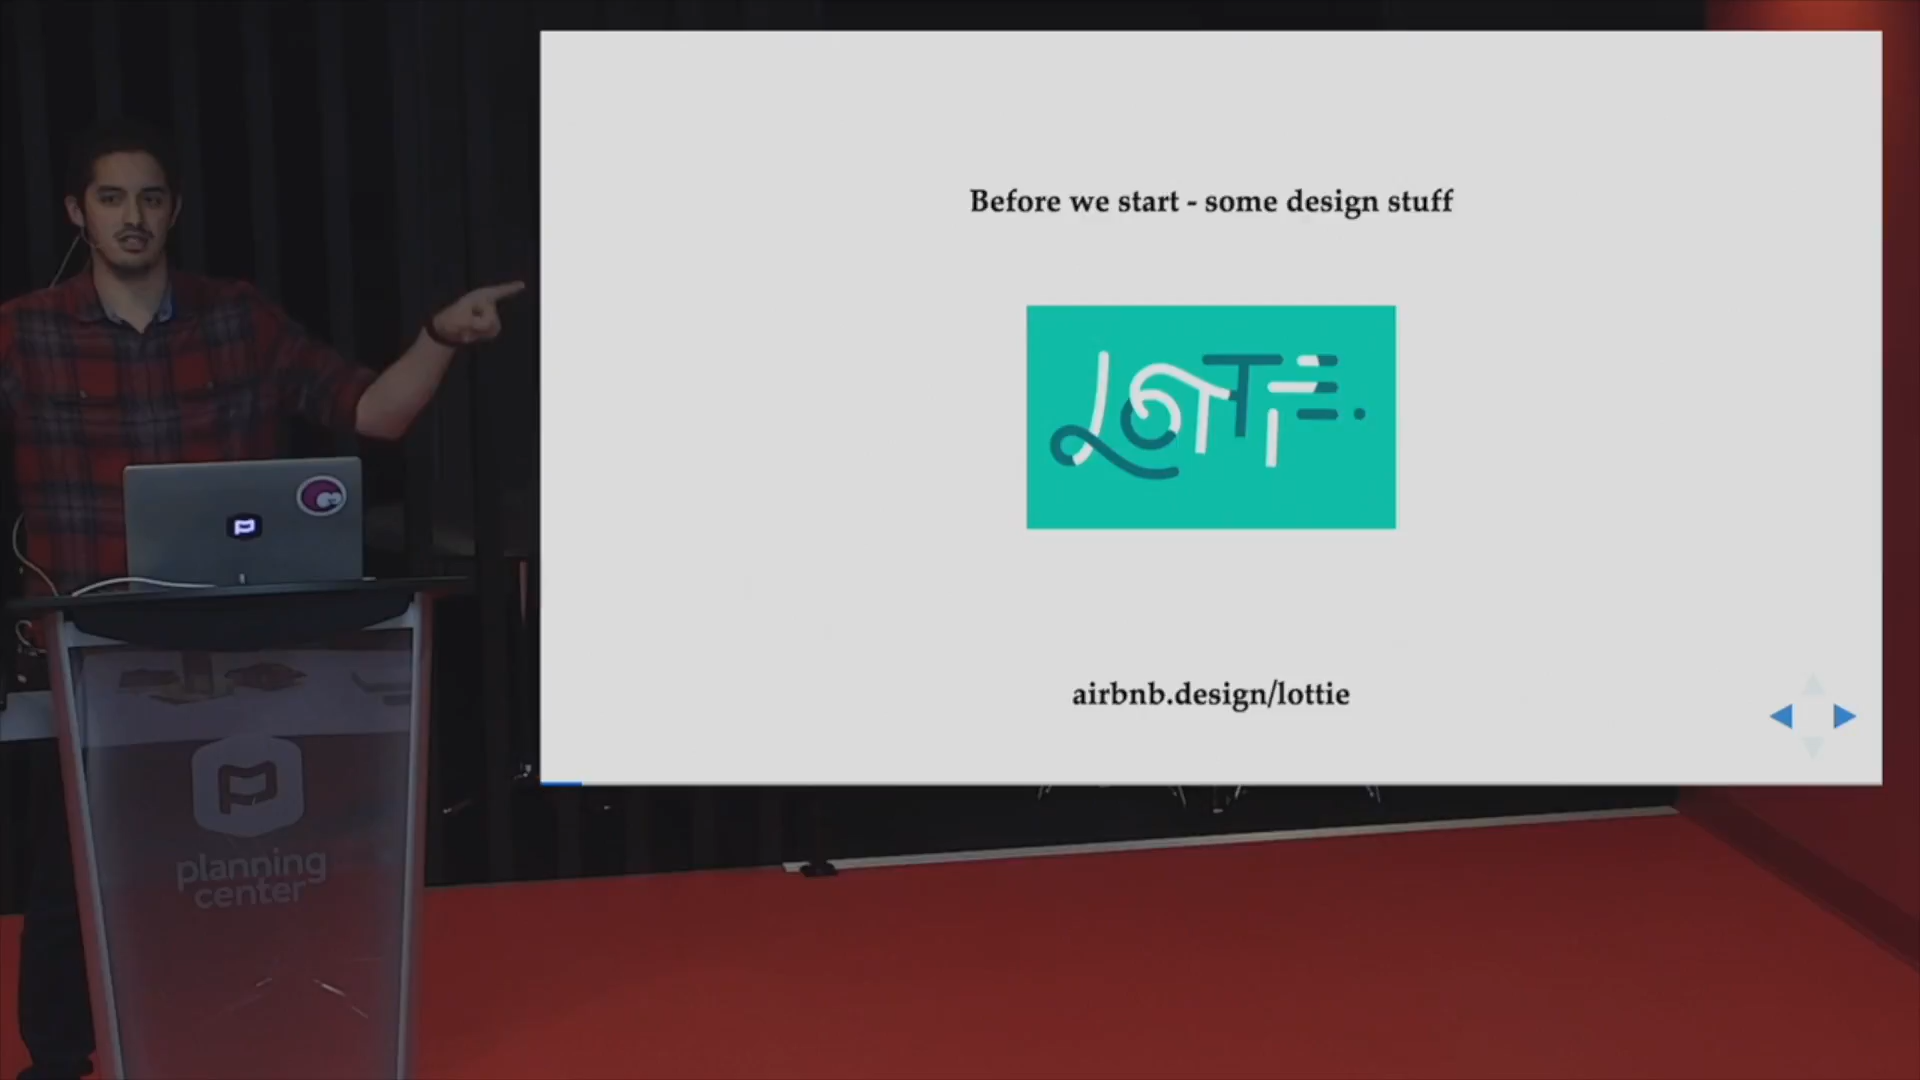 Before we start - some design stuff
LOTTIE.
airbnb.design/lottie
planning
center